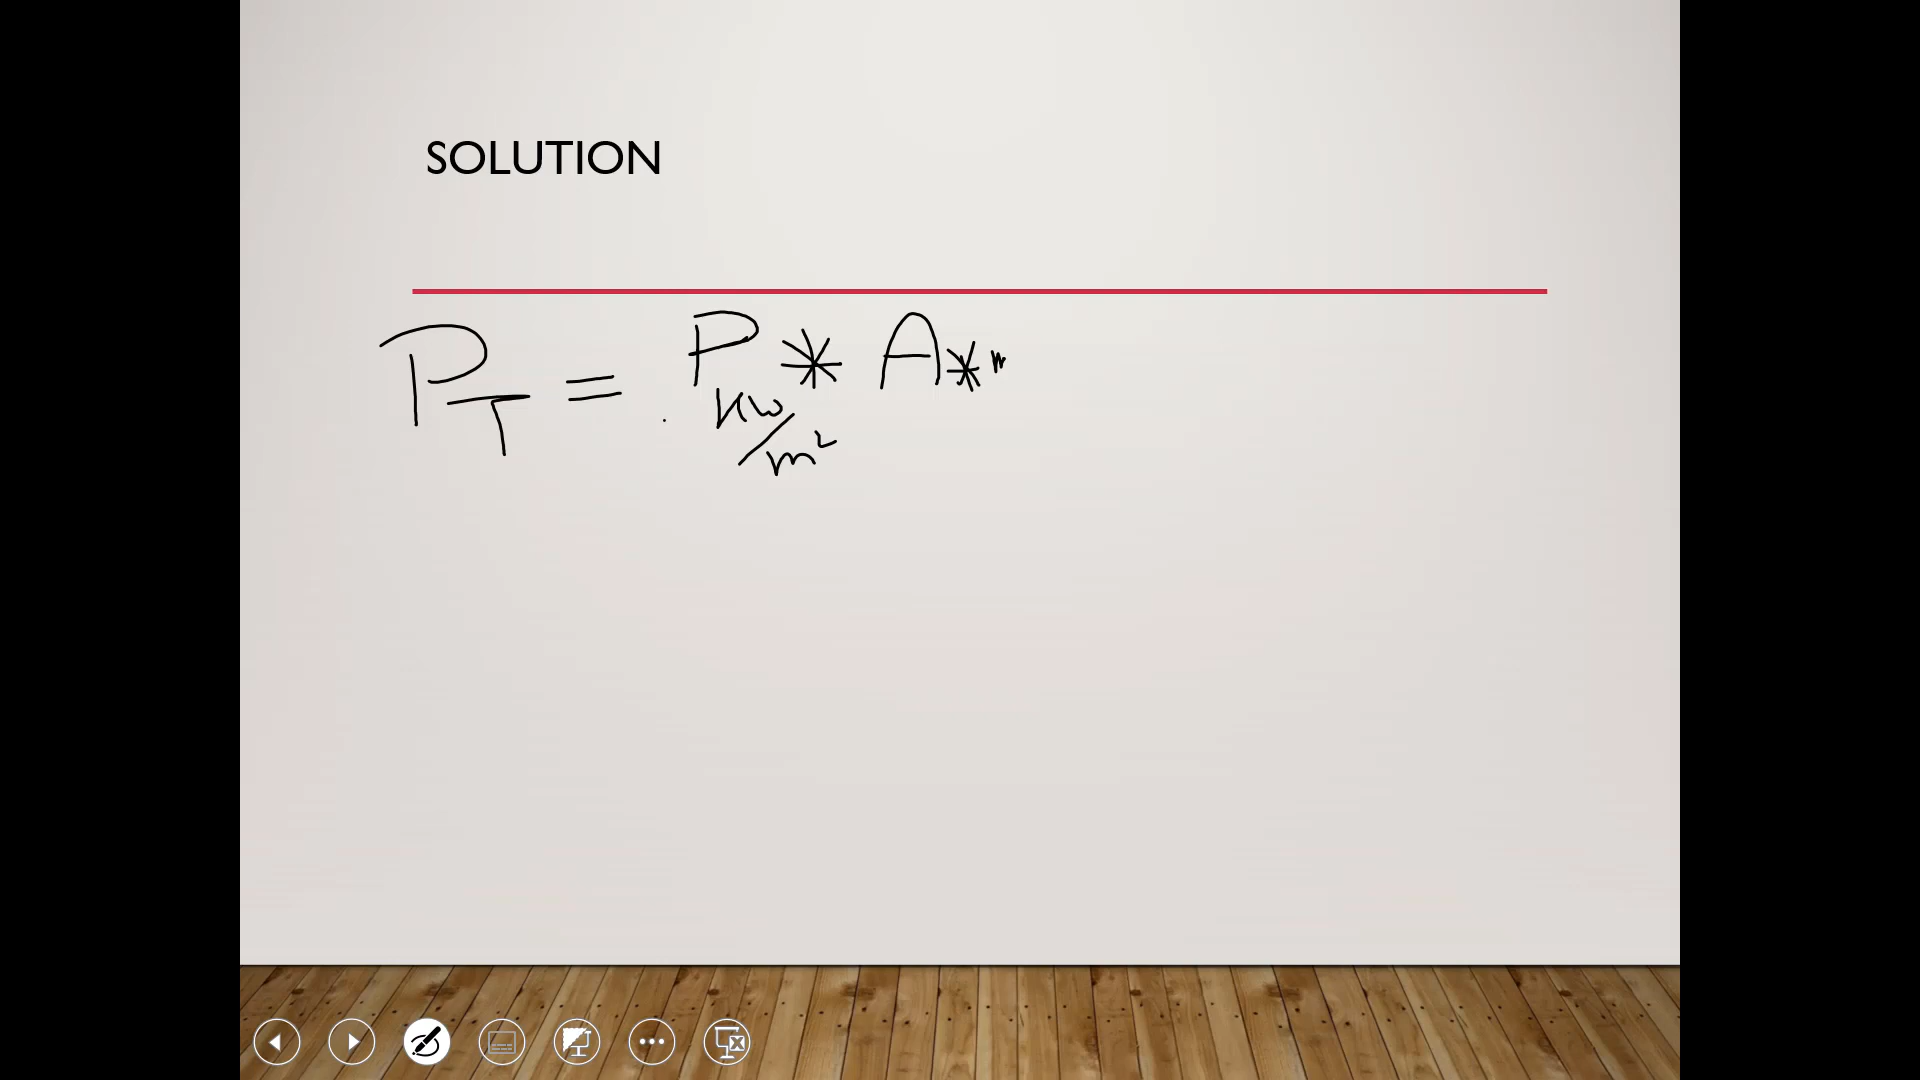 SOLUTION
P_T = P * A *
KW/m²